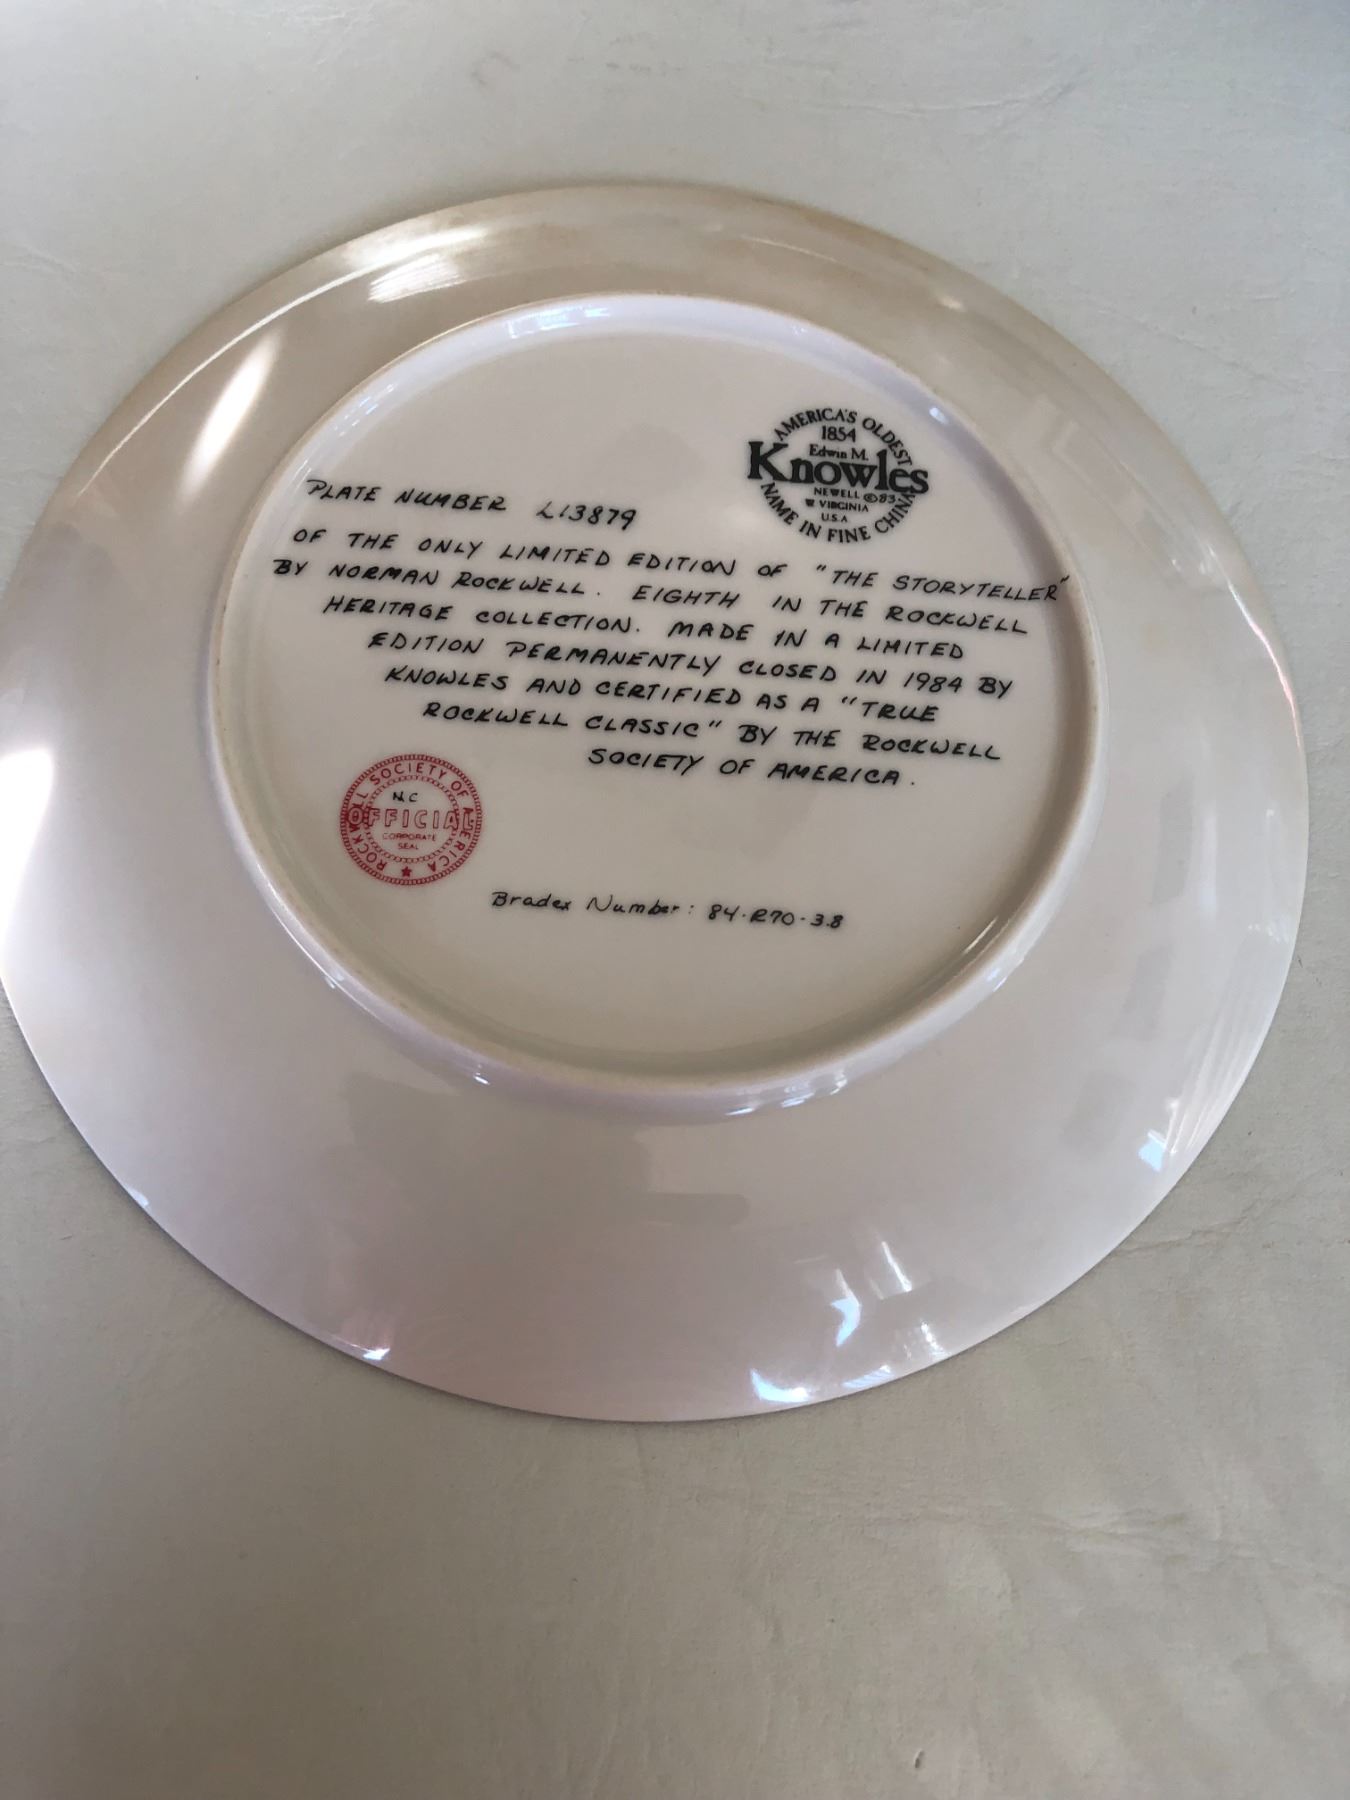 AMERICA'S OLDEST
1854
Edwin M.
Knowles
NEWELL ©83
W VIRGINIA
U.S.A
NAME IN FINE CHINA
PLATE NUMBER L13879
OF THE ONLY LIMITED EDITION OF "THE STORYTELLER"
BY NORMAN ROCKWELL. EIGHTH IN THE ROCKWELL
HERITAGE COLLECTION. MADE IN A LIMITED
EDITION PERMANENTLY CLOSED IN 1984 BY
KNOWLES AND CERTIFIED AS A "TRUE
ROCKWELL CLASSIC" BY THE ROCKWELL
SOCIETY OF AMERICA.
ROCKWELL SOCIETY OF AMERICA
N.C
OFFICIAL
CORPORATE
SEAL
Bradex Number: 84-R70-3.8